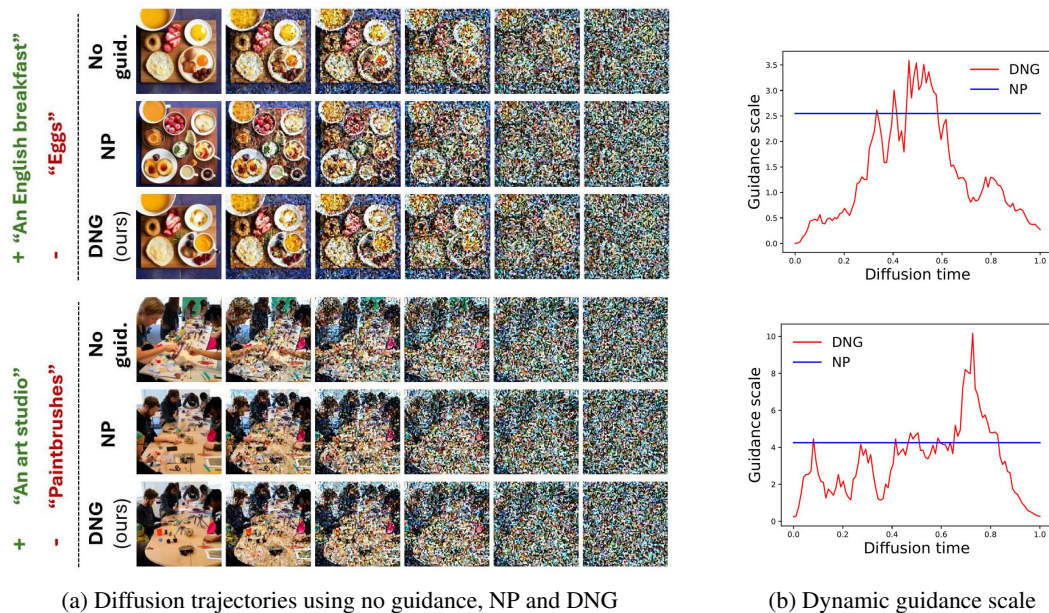 + “An English breakfast”
- “Eggs”
No guid.
NP
DNG (ours)
+ “An art studio”
- “Paintbrushes”
No guid.
NP
DNG (ours)
(a) Diffusion trajectories using no guidance, NP and DNG
DNG
NP
Guidance scale
3.5
3.0
2.5
2.0
1.5
1.0
0.5
0.0
0.0 0.2 0.4 0.6 0.8 1.0
Diffusion time
DNG
NP
Guidance scale
10
8
6
4
2
0
0.0 0.2 0.4 0.6 0.8 1.0
Diffusion time
(b) Dynamic guidance scale